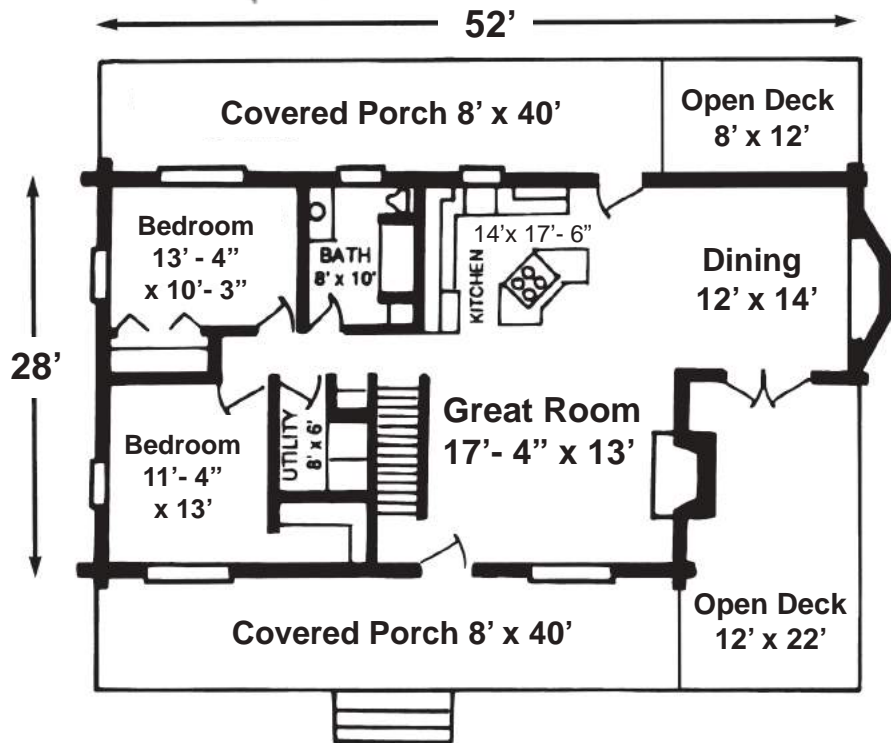 52’
Covered Porch 8’ x 40’
Open Deck
8’ x 12’
Bedroom
13’ - 4”
x 10’- 3”
BATH
8’ x 10’
KITCHEN
14’x 17’- 6”
Dining
12’ x 14’
28’
Bedroom
11’- 4”
x 13’
UTILITY
8’ x 6’
Great Room
17’- 4” x 13’
Covered Porch 8’ x 40’
Open Deck
12’ x 22’